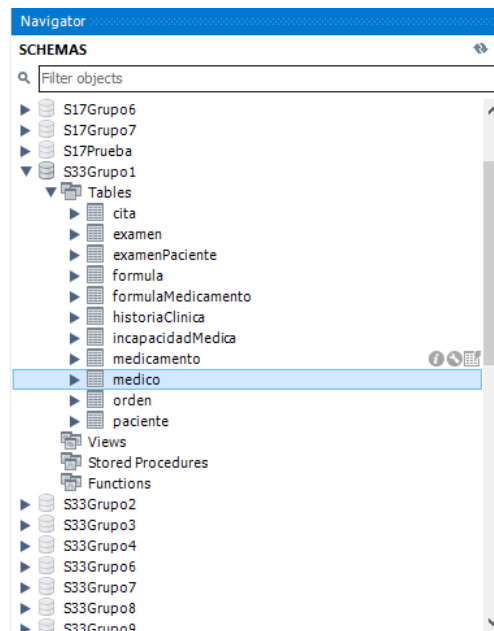 Navigator
SCHEMAS
Filter objects
S17Grupo6
S17Grupo7
S17Prueba
S33Grupo1
Tables
cita
examen
examenPaciente
formula
formulaMedicamento
historiaClinica
incapacidadMedica
medicamento
medico
orden
paciente
Views
Stored Procedures
Functions
S33Grupo2
S33Grupo3
S33Grupo4
S33Grupo6
S33Grupo7
S33Grupo8
S33Grupo9